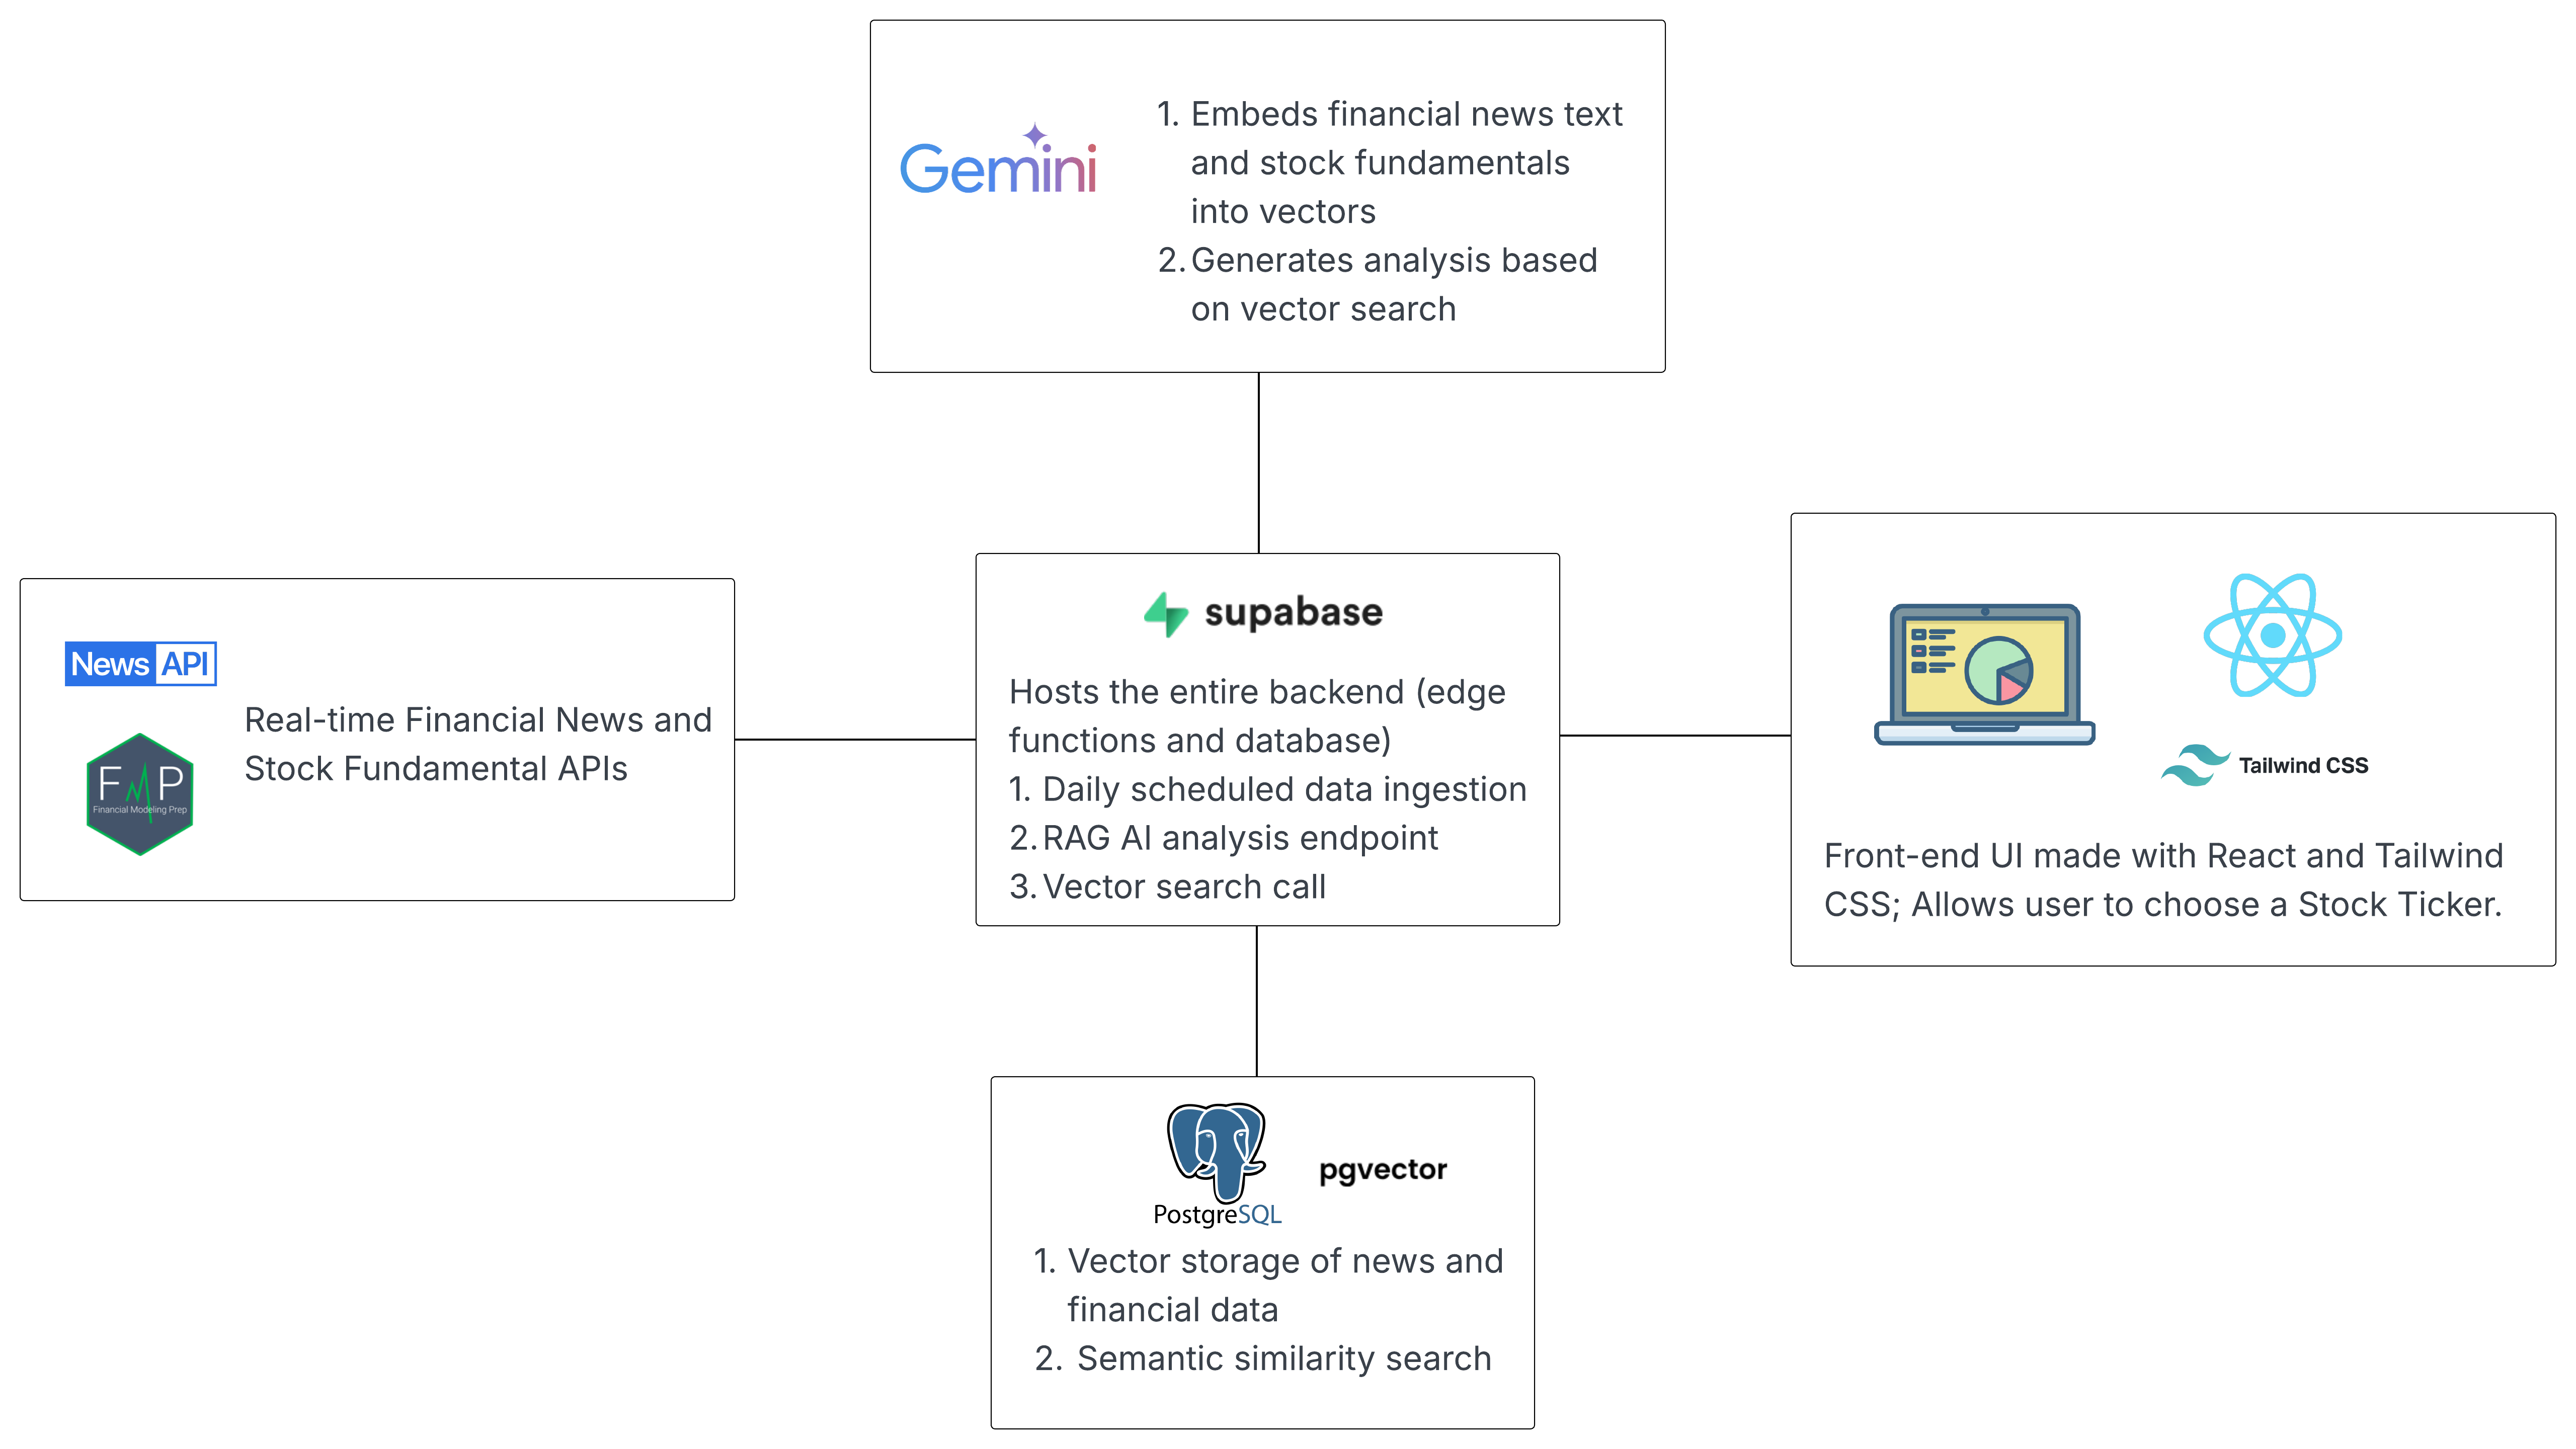 Gemini
1. Embeds financial news text
and stock fundamentals
into vectors
2. Generates analysis based
on vector search
News API
FMP
Financial Modeling Prep
Real-time Financial News and
Stock Fundamental APIs
supabase
Hosts the entire backend (edge
functions and database)
1. Daily scheduled data ingestion
2. RAG AI analysis endpoint
3. Vector search call
Tailwind CSS
Front-end UI made with React and Tailwind
CSS; Allows user to choose a Stock Ticker.
PostgreSQL
pgvector
1. Vector storage of news and
financial data
2. Semantic similarity search